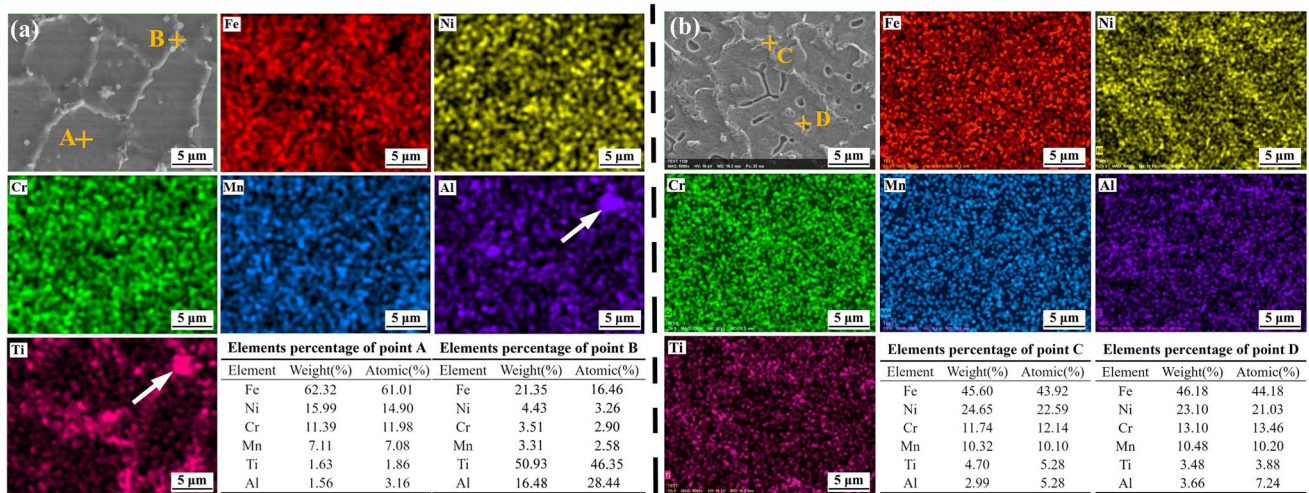 (a)
B
A
5 μm
Fe
5 μm
Ni
5 μm
Cr
5 μm
Mn
5 μm
Al
5 μm
Ti
5 μm
Elements percentage of point A
Element Weight(%) Atomic(%)
Fe 62.32 61.01
Ni 15.99 14.90
Cr 11.39 11.98
Mn 7.11 7.08
Ti 1.63 1.86
Al 1.56 3.16
Elements percentage of point B
Element Weight(%) Atomic(%)
Fe 21.35 16.46
Ni 4.43 3.26
Cr 3.51 2.90
Mn 3.31 2.58
Ti 50.93 46.35
Al 16.48 28.44
(b)
C
D
5 μm
Fe
5 μm
Ni
5 μm
Cr
5 μm
Mn
5 μm
Al
5 μm
Ti
5 μm
Elements percentage of point C
Element Weight(%) Atomic(%)
Fe 45.60 43.92
Ni 24.65 22.59
Cr 11.74 12.14
Mn 10.32 10.10
Ti 4.70 5.28
Al 2.99 5.28
Elements percentage of point D
Element Weight(%) Atomic(%)
Fe 46.18 44.18
Ni 23.10 21.03
Cr 13.10 13.46
Mn 10.48 10.20
Ti 3.48 3.88
Al 3.66 7.24